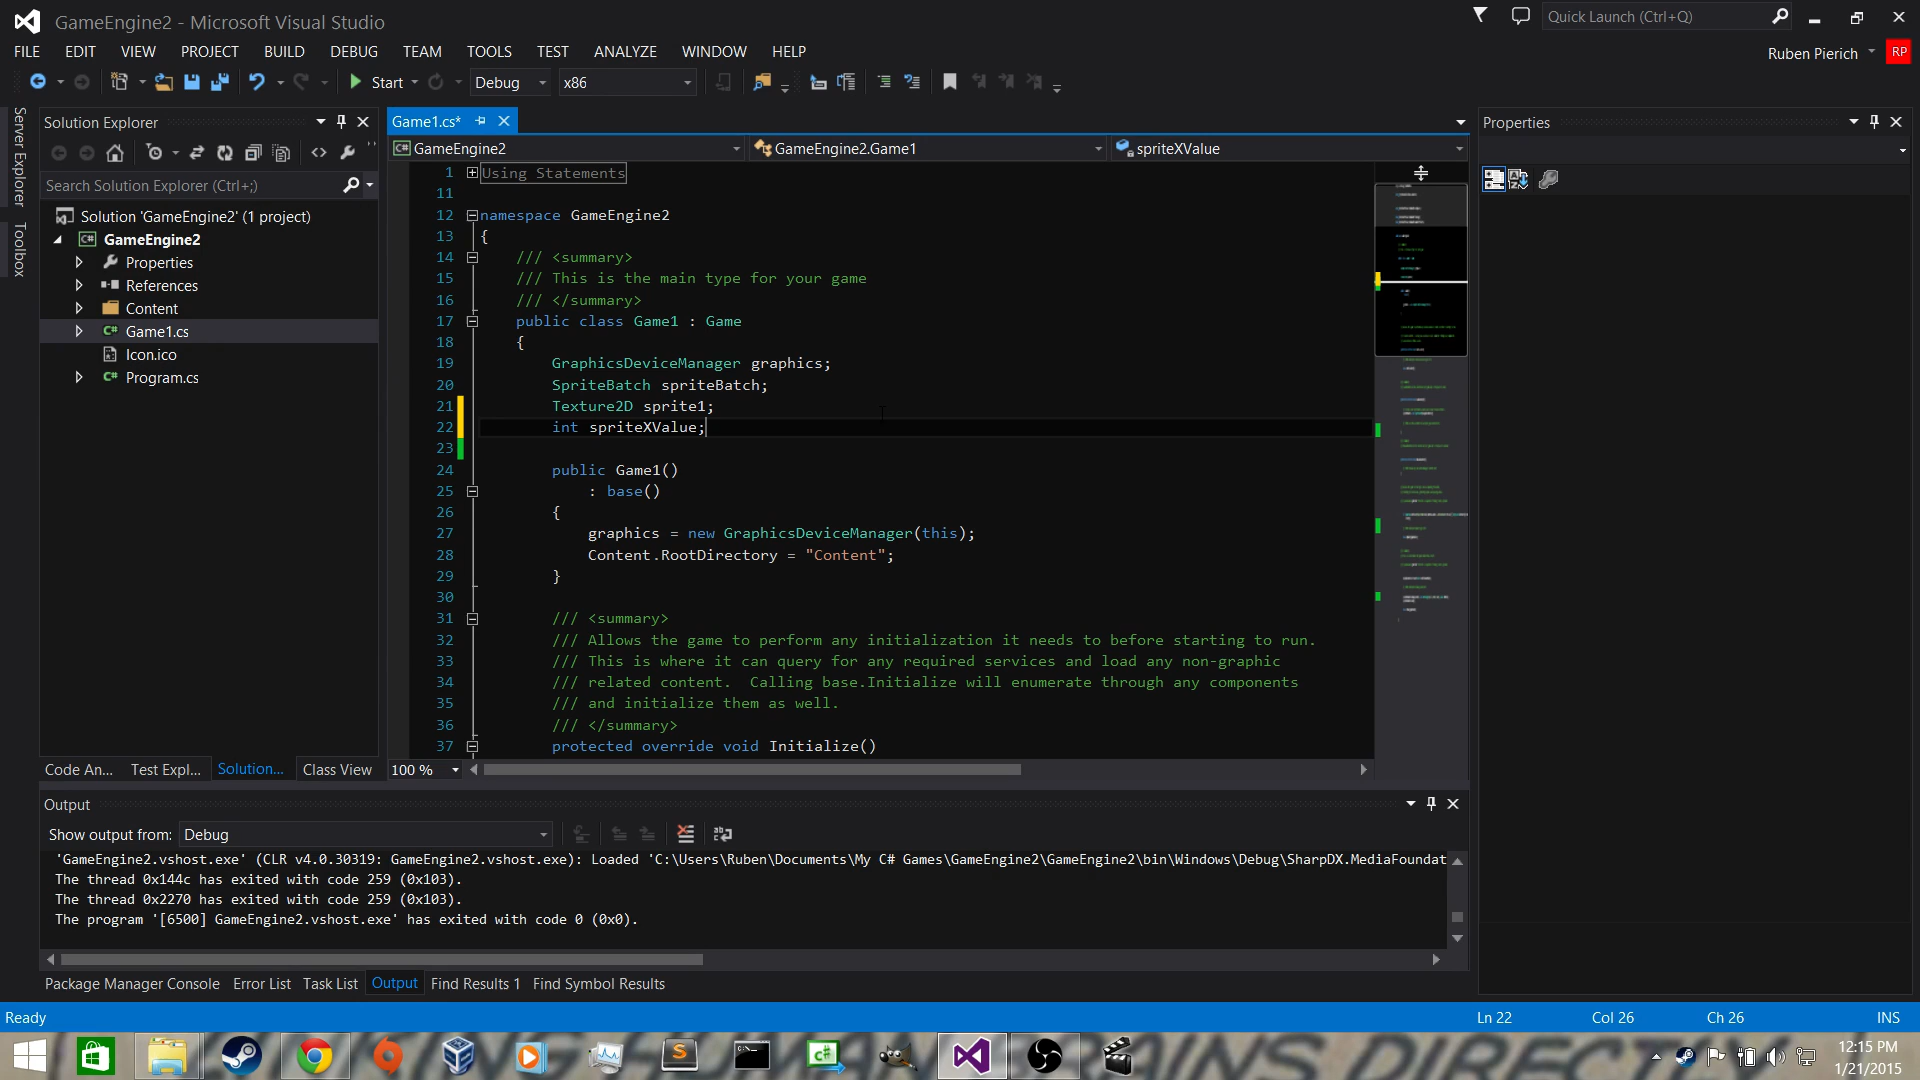 GameEngine2 - Microsoft Visual Studio
Quick Launch (Ctrl+Q)
FILE EDIT VIEW PROJECT BUILD DEBUG TEAM TOOLS TEST ANALYZE WINDOW HELP
Ruben Pierich RP
Start Debug x86
Server Explorer
Toolbox
Solution Explorer
Search Solution Explorer (Ctrl+;)
Solution 'GameEngine2' (1 project)
C# GameEngine2
Properties
References
Content
C# Game1.cs
Icon.ico
C# Program.cs
Code An... Test Expl... Solution... Class View
Game1.cs*
C# GameEngine2 GameEngine2.Game1 spriteXValue
1 Using Statements
11
12 namespace GameEngine2
13 {
14 /// <summary>
15 /// This is the main type for your game
16 /// </summary>
17 public class Game1 : Game
18 {
19 GraphicsDeviceManager graphics;
20 SpriteBatch spriteBatch;
21 Texture2D sprite1;
22 int spriteXValue;
23
24 public Game1()
25 : base()
26 {
27 graphics = new GraphicsDeviceManager(this);
28 Content.RootDirectory = "Content";
29 }
30
31 /// <summary>
32 /// Allows the game to perform any initialization it needs to before starting to run.
33 /// This is where it can query for any required services and load any non-graphic
34 /// related content.  Calling base.Initialize will enumerate through any components
35 /// and initialize them as well.
36 /// </summary>
37 protected override void Initialize()
100 %
Properties
Output
Show output from: Debug
'GameEngine2.vshost.exe' (CLR v4.0.30319: GameEngine2.vshost.exe): Loaded 'C:\Users\Ruben\Documents\My C# Games\GameEngine2\GameEngine2\bin\Windows\Debug\SharpDX.MediaFoundat
The thread 0x144c has exited with code 259 (0x103).
The thread 0x2270 has exited with code 259 (0x103).
The program '[6500] GameEngine2.vshost.exe' has exited with code 0 (0x0).
Package Manager Console Error List Task List Output Find Results 1 Find Symbol Results
Ready Ln 22 Col 26 Ch 26 INS
12:15 PM
1/21/2015